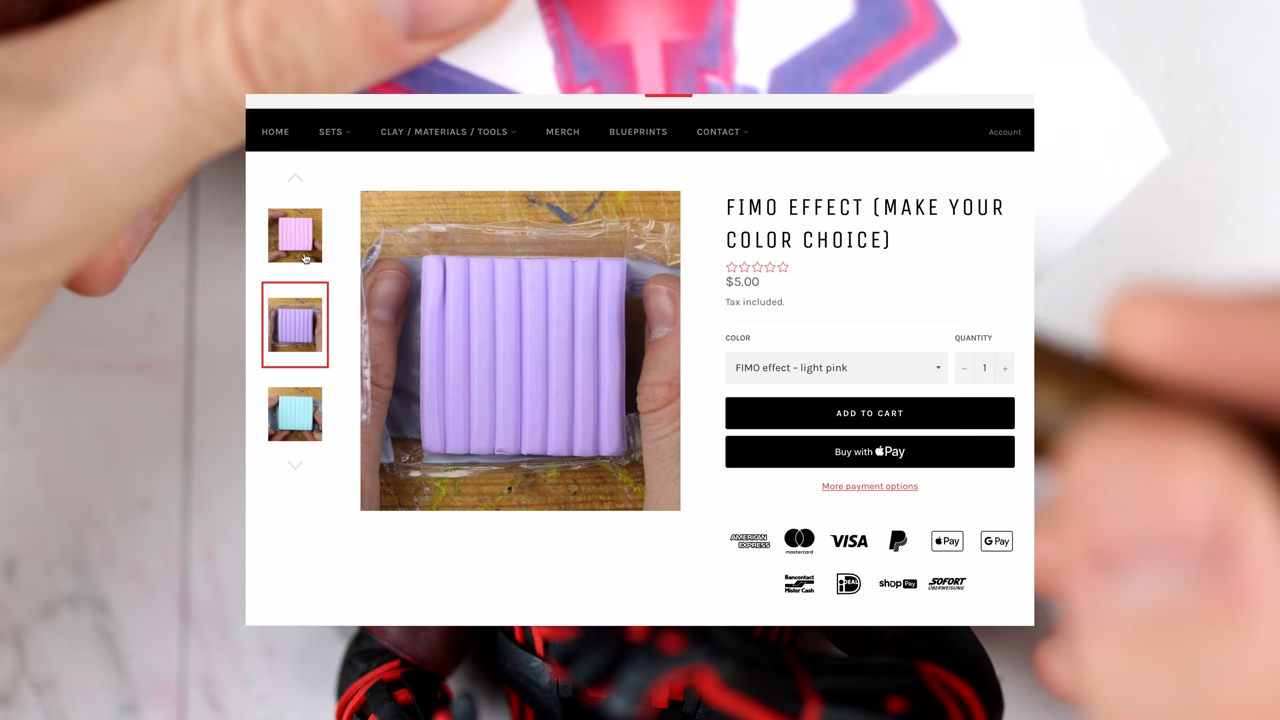 HOME SETS CLAY / MATERIALS / TOOLS MERCH BLUEPRINTS CONTACT Account
FIMO EFFECT (MAKE YOUR
COLOR CHOICE)
$5.00
Tax included.
COLOR QUANTITY
FIMO effect – light pink − 1 +
ADD TO CART
Buy with Pay
More payment options
AMERICAN EXPRESS mastercard VISA Pay G Pay
Bancontact Mister Cash iDEAL shop Pay SOFORT ÜBERWEISUNG